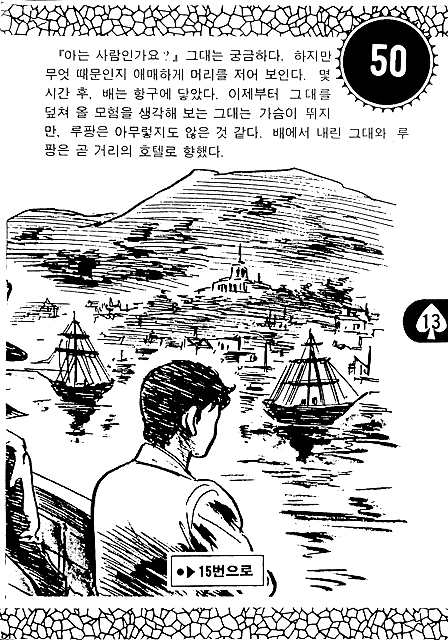 50
『아는 사람인가요?』 그대는 궁금하다. 하지만
무엇 때문인지 애매하게 머리를 저어 보인다. 몇
시간 후, 배는 항구에 닿았다. 이제부터 그대를
덮쳐 올 모험을 생각해 보는 그대는 가슴이 뛰지
만, 루팡은 아무렇지도 않은 것 같다. 배에서 내린 그대와 루
팡은 곧 거리의 호텔로 향했다.
13
●▶15번으로